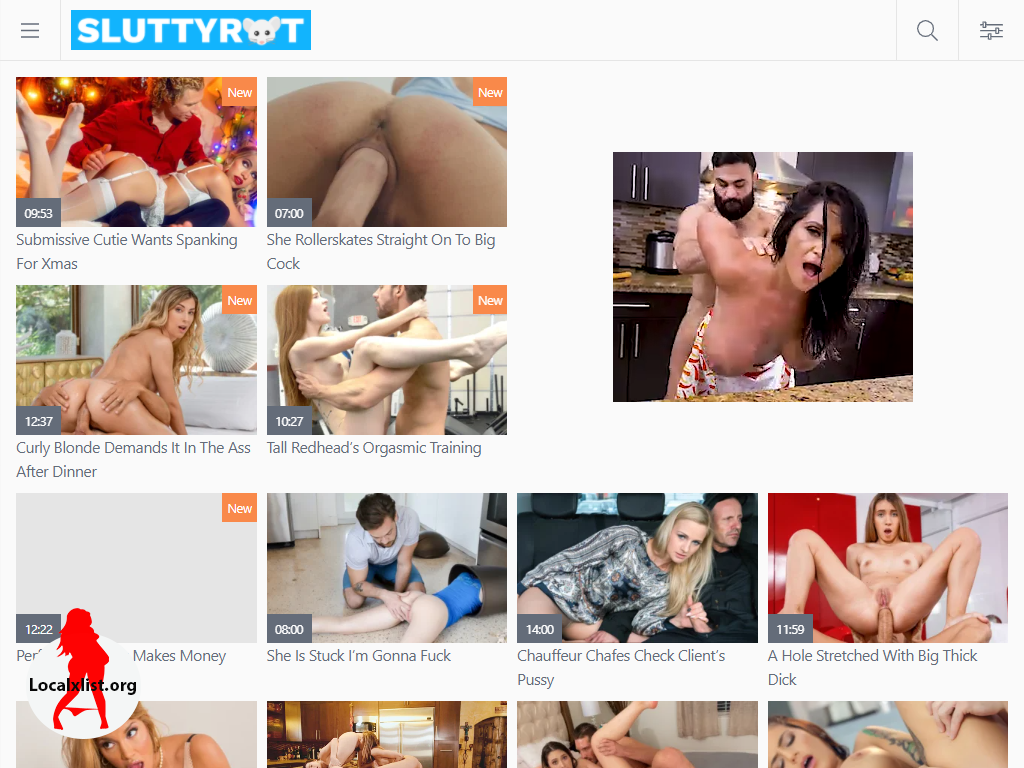 SLUTTYRAT
New
New
09:53
07:00
Submissive Cutie Wants Spanking
For Xmas
She Rollerskates Straight On To Big
Cock
New
New
12:37
10:27
Curly Blonde Demands It In The Ass
After Dinner
Tall Redhead's Orgasmic Training
New
12:22
08:00
14:00
11:59
Makes Money
She Is Stuck I'm Gonna Fuck
Chauffeur Chafes Check Client's
Pussy
A Hole Stretched With Big Thick
Dick
Localxlist.org